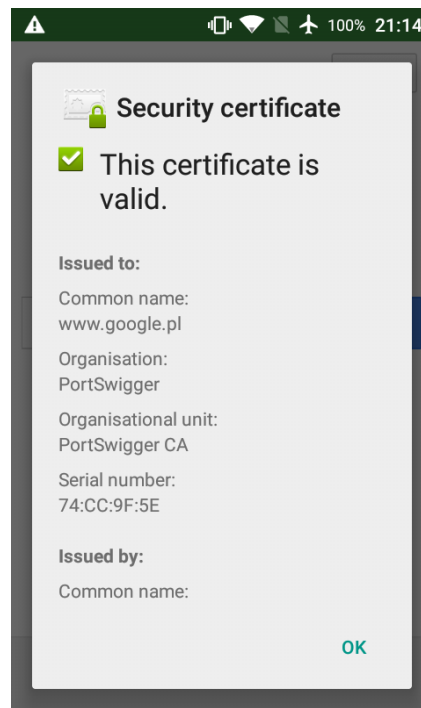 100% 21:14
Security certificate
This certificate is
valid.
Issued to:
Common name:
www.google.pl
Organisation:
PortSwigger
Organisational unit:
PortSwigger CA
Serial number:
74:CC:9F:5E
Issued by:
Common name:
OK